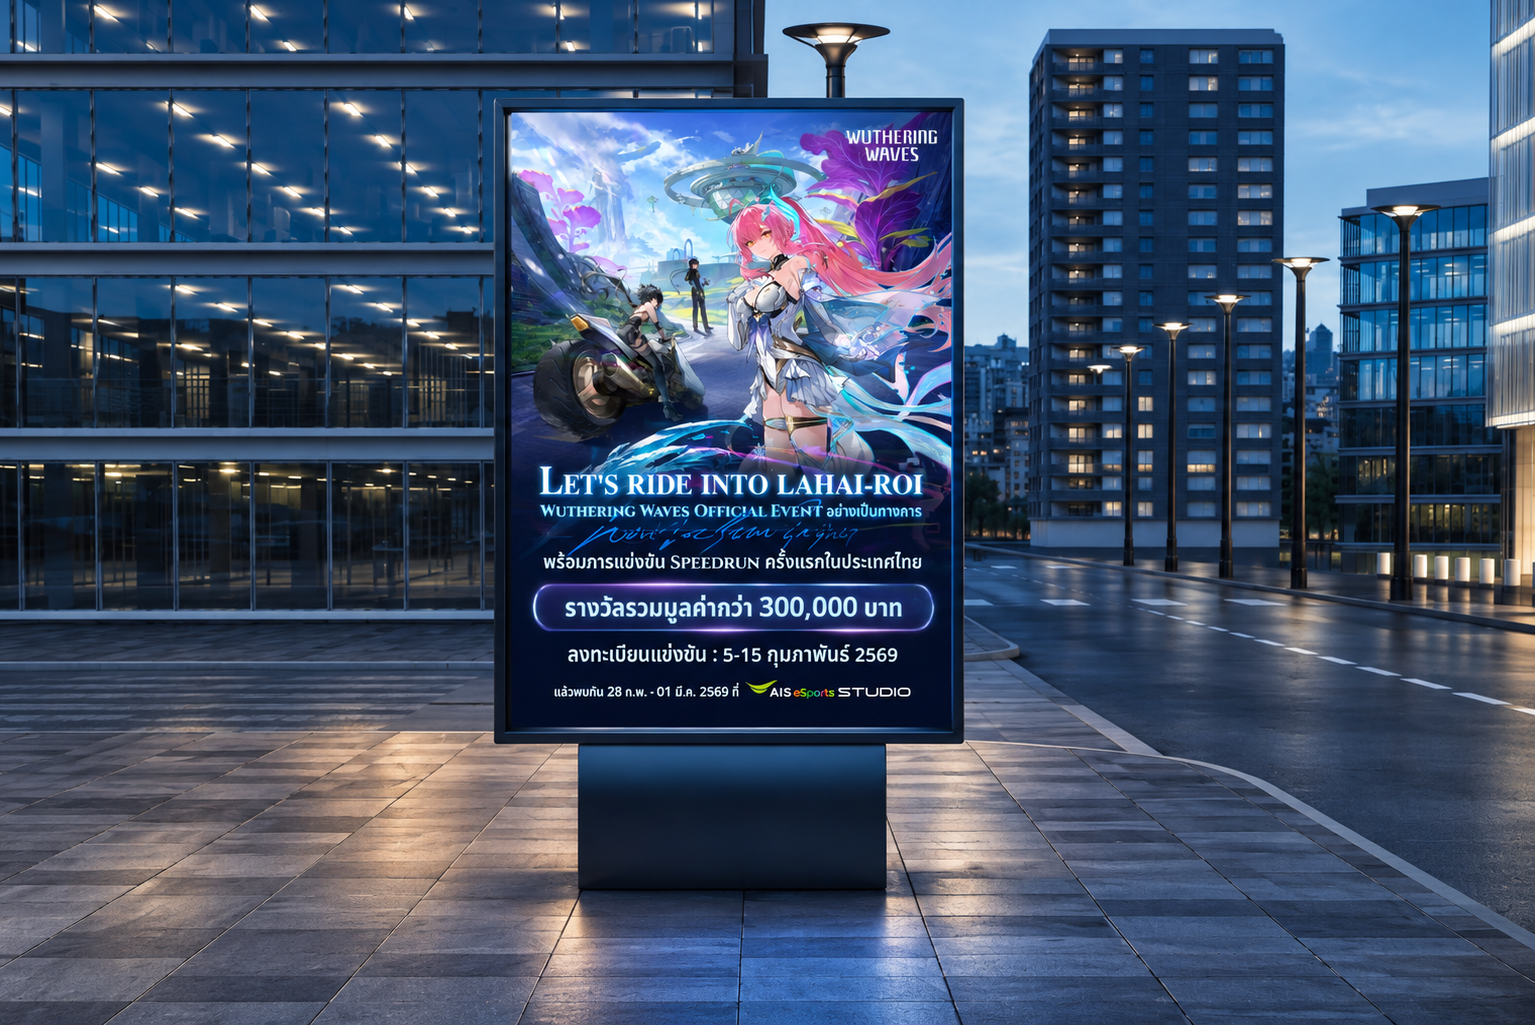 WUTHERING
WAVES
LET'S RIDE INTO LAHAI-ROI
WUTHERING WAVES OFFICIAL EVENT อย่างเป็นทางการ
พร้อมการแข่งขัน SPEEDRUN ครั้งแรกในประเทศไทย
รางวัลรวมมูลค่ากว่า 300,000 บาท
ลงทะเบียนแข่งขัน : 5-15 กุมภาพันธ์ 2569
แล้วพบกัน 28 ก.พ. - 01 มี.ค. 2569 ที่ AIS eSports STUDIO